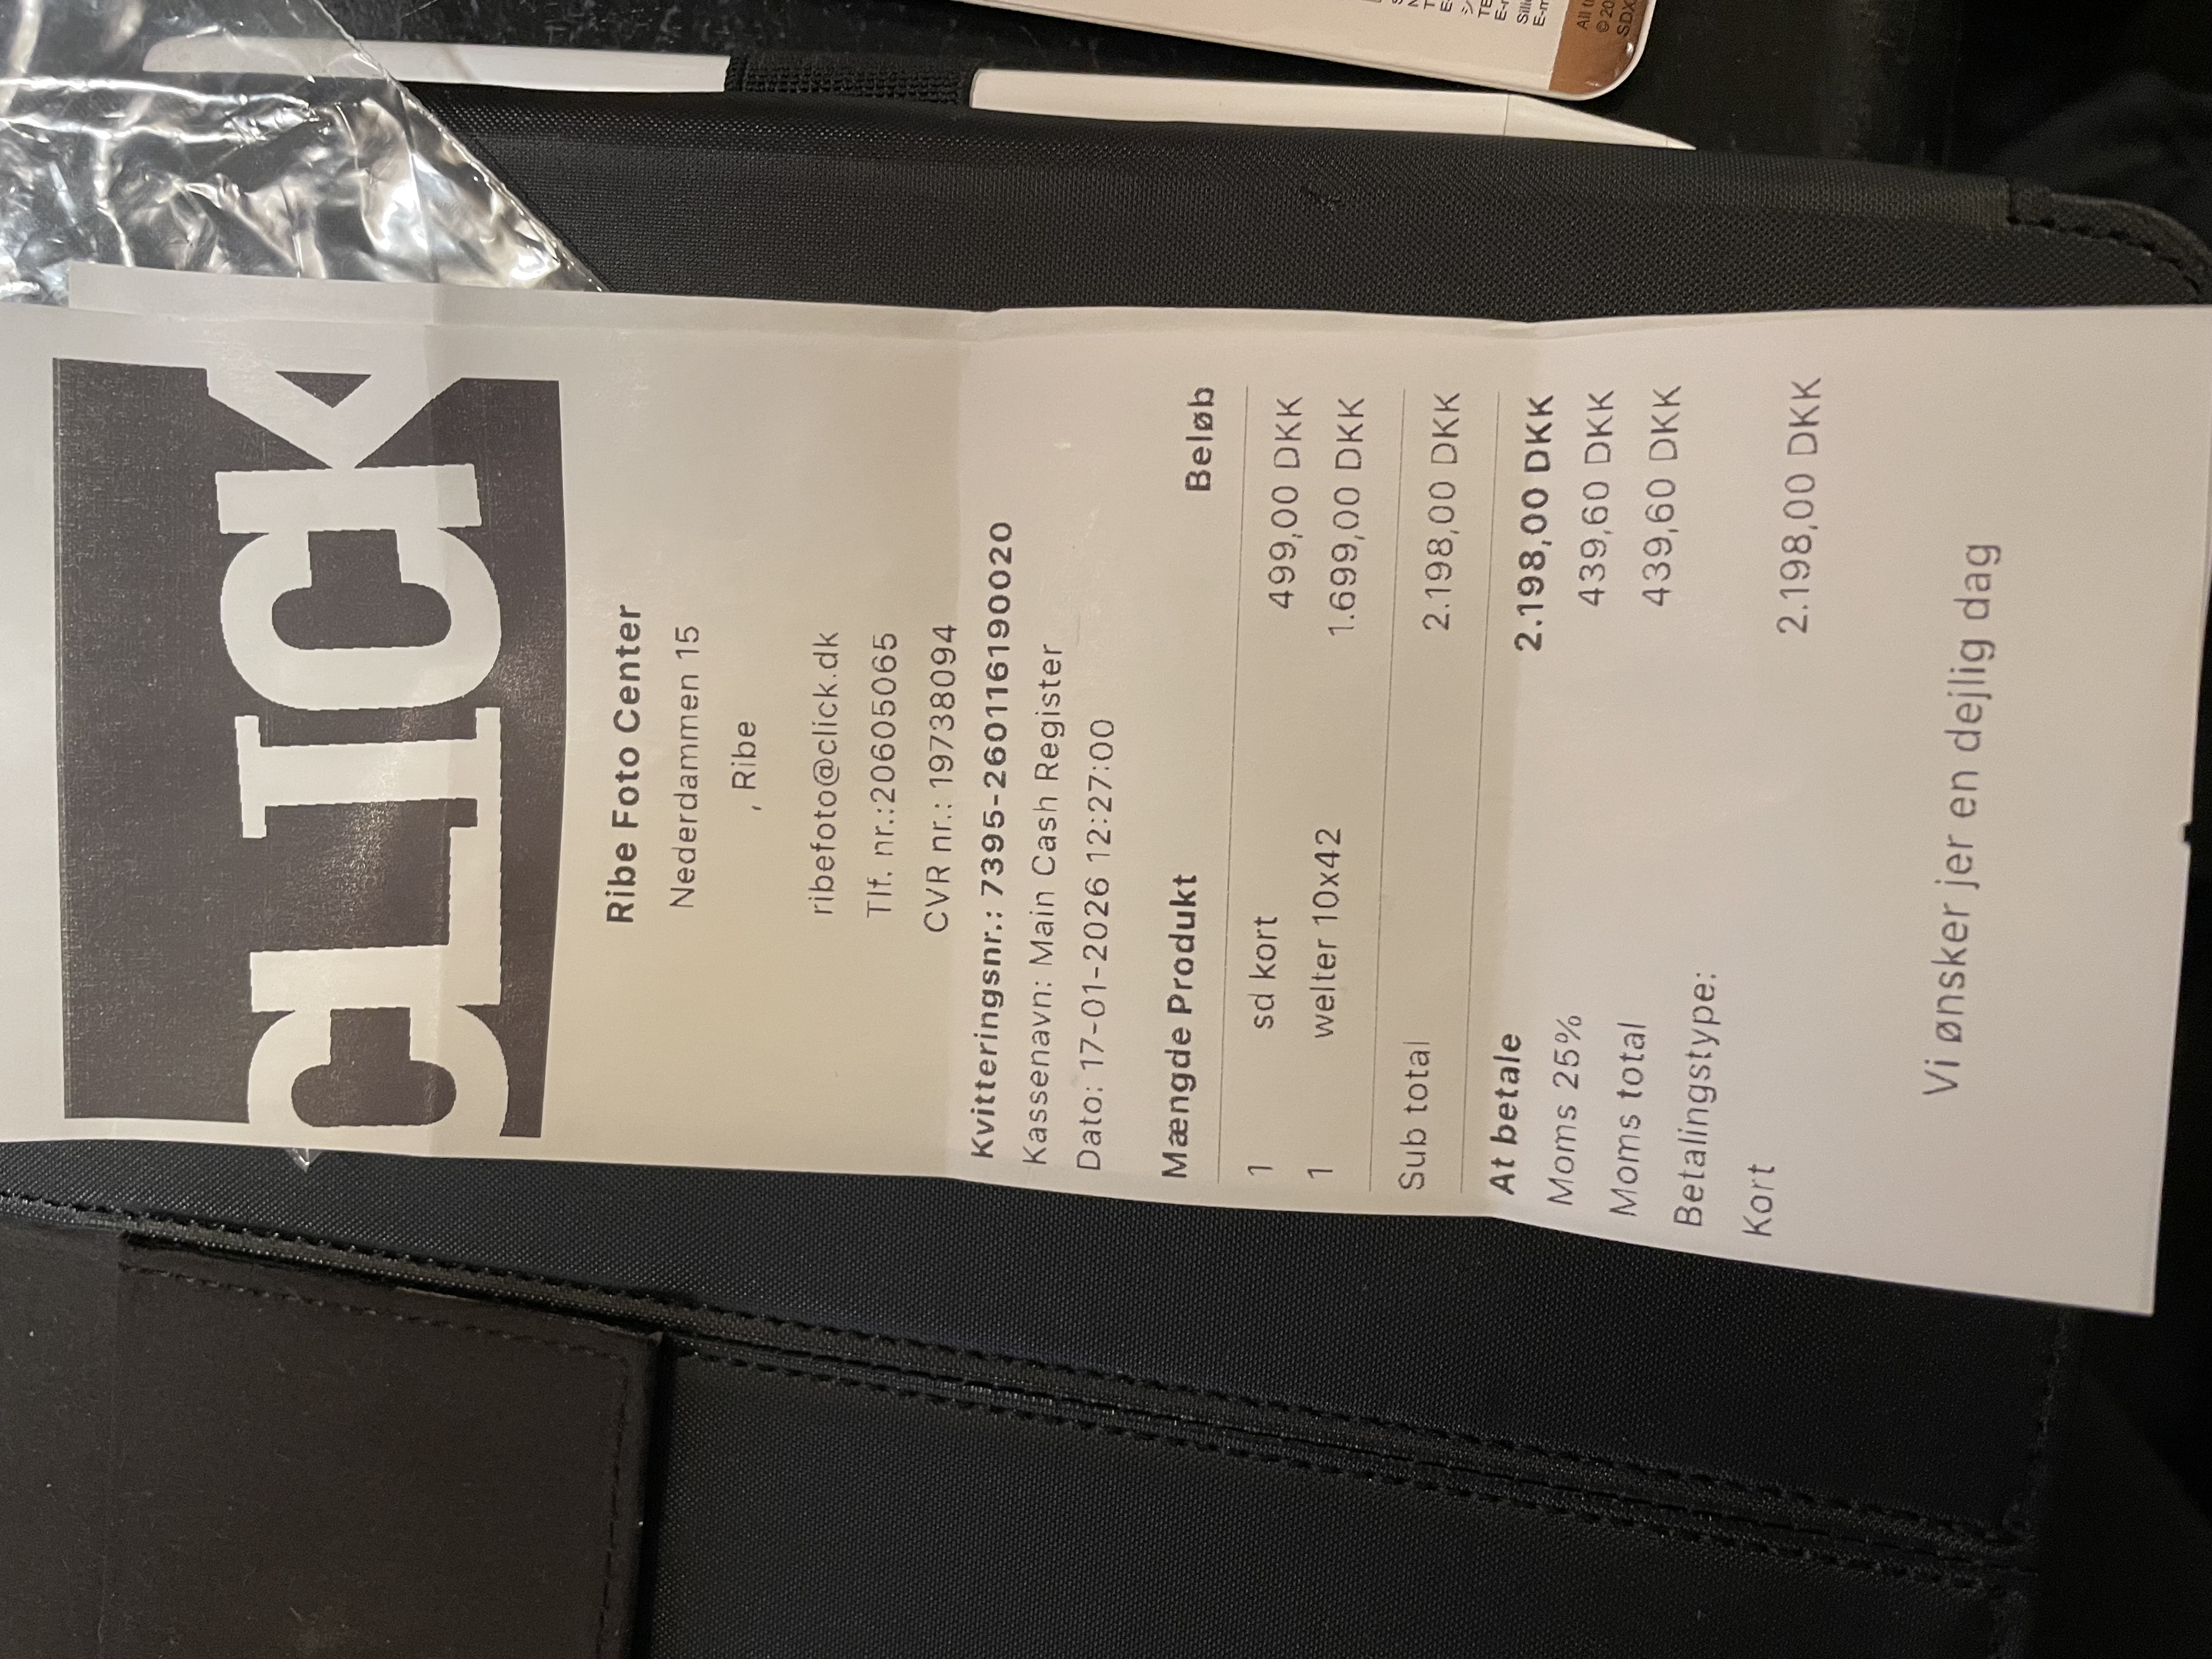 CLICK
Ribe Foto Center
Nederdammen 15
, Ribe
ribefoto@click.dk
Tlf. nr.:20605065
CVR nr.: 19738094
Kvitteringsnr.: 7395-260116190020
Kassenavn: Main Cash Register
Dato: 17-01-2026 12:27:00
Mængde Produkt Beløb
1 sd kort 499,00 DKK
1 welter 10x42 1.699,00 DKK
Sub total 2.198,00 DKK
At betale 2.198,00 DKK
Moms 25% 439,60 DKK
Moms total 439,60 DKK
Betalingstype:
Kort 2.198,00 DKK
Vi ønsker jer en dejlig dag